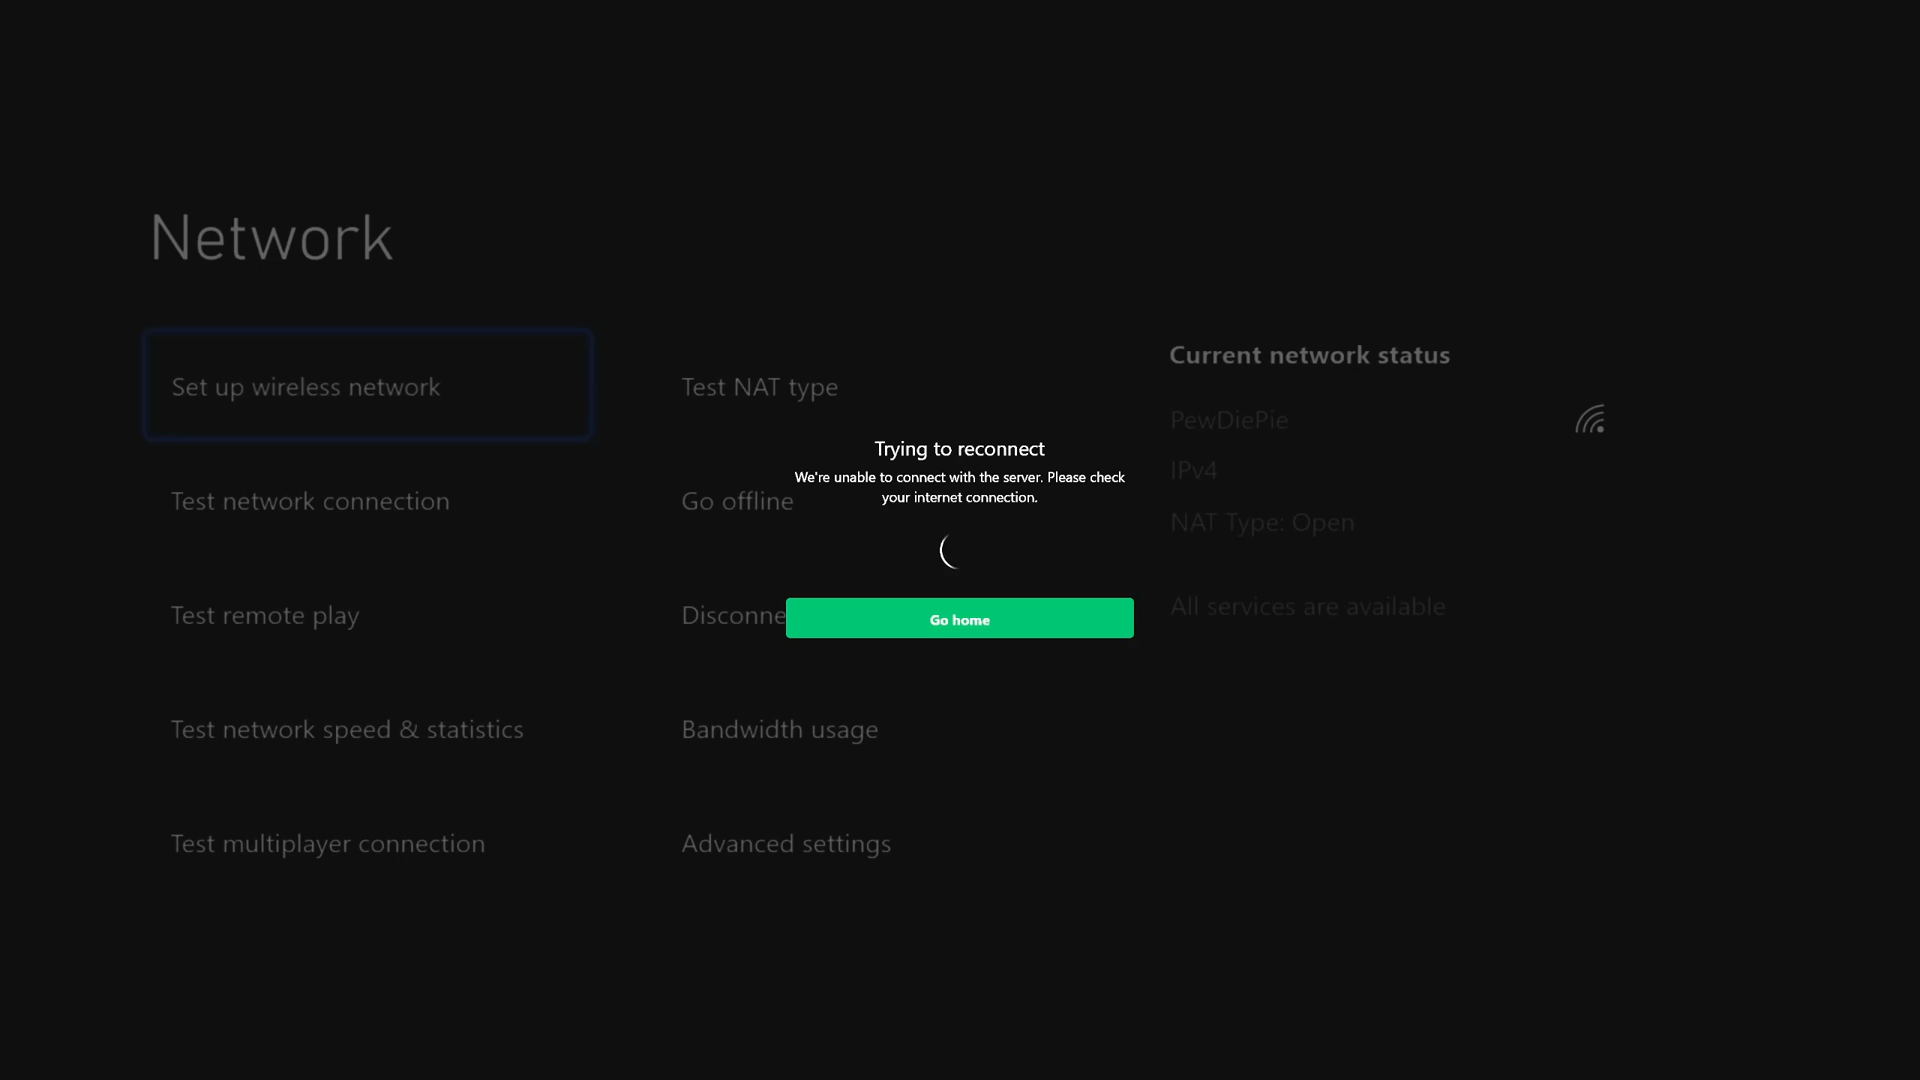 Network
Set up wireless network
Test network connection
Test remote play
Test network speed & statistics
Test multiplayer connection
Test NAT type
Go offline
Disconne
Bandwidth usage
Advanced settings
Trying to reconnect
We're unable to connect with the server. Please check
your internet connection.
Go home
Current network status
PewDiePie
IPv4
NAT Type: Open
All services are available